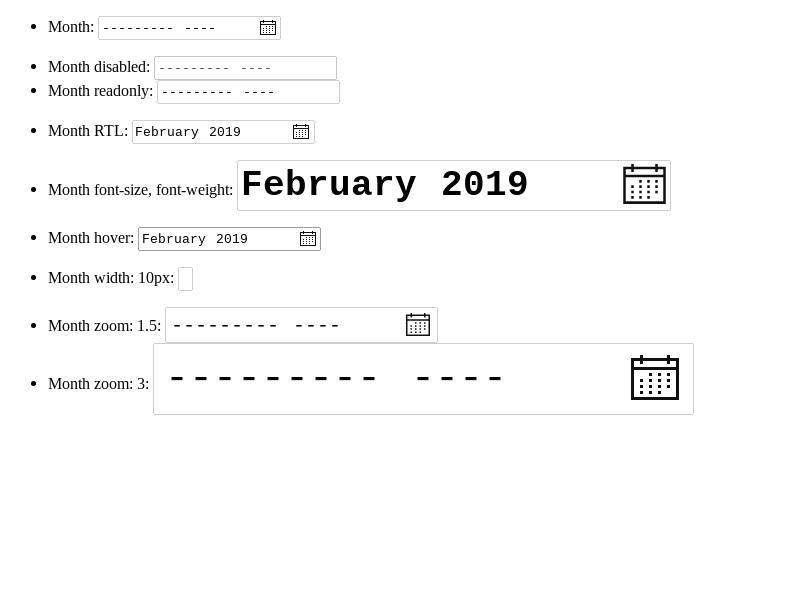 Month: --------- ----
Month disabled: --------- ----
Month readonly: --------- ----
Month RTL: February 2019
Month font-size, font-weight: February 2019
Month hover: February 2019
Month width: 10px:
Month zoom: 1.5: --------- ----
Month zoom: 3: --------- ----